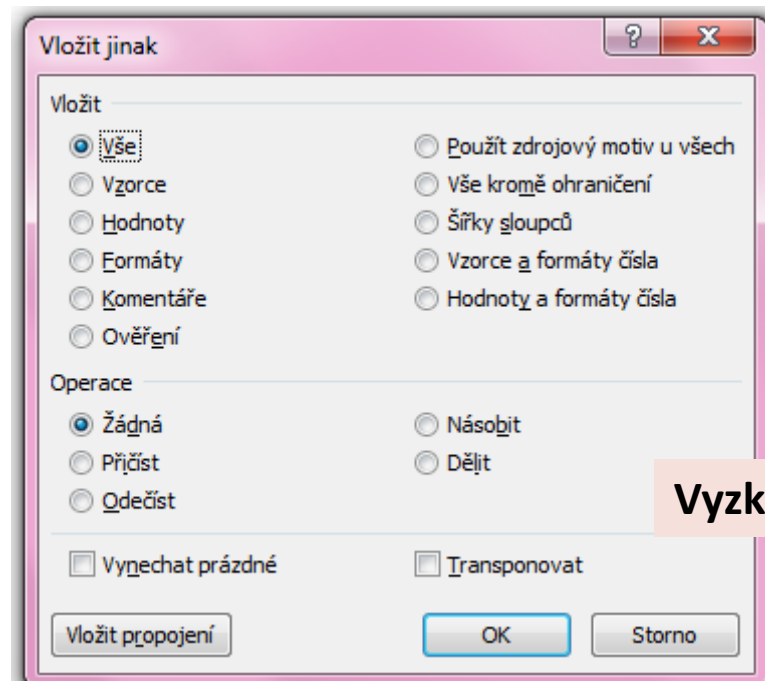 Vložit jinak
Vložit
Vše
Použít zdrojový motiv u všech
Vzorce
Vše kromě ohraničení
Hodnoty
Šířky sloupců
Formáty
Vzorce a formáty čísla
Komentáře
Hodnoty a formáty čísla
Ověření
Operace
Žádná
Násobit
Přičíst
Dělit
Odečíst
Vyzk
Vynechat prázdné
Transponovat
Vložit propojení
OK
Storno